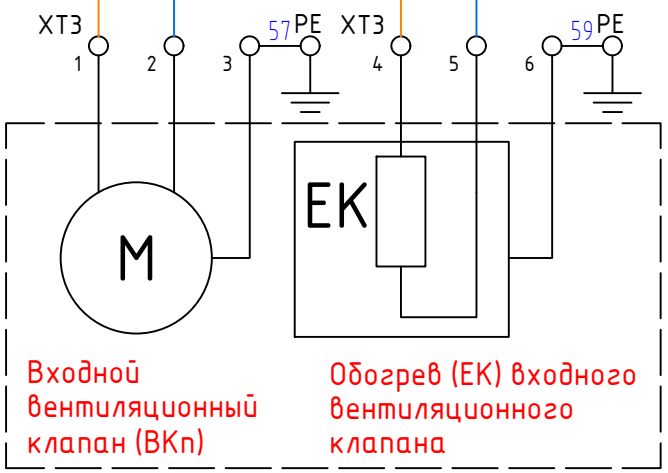 XT3 57 PE XT3 59 PE
1 2 3 4 5 6
M EK
Входной
вентиляционный
клапан (ВКп)
Обогрев (ЕК) входного
вентиляционного
клапана